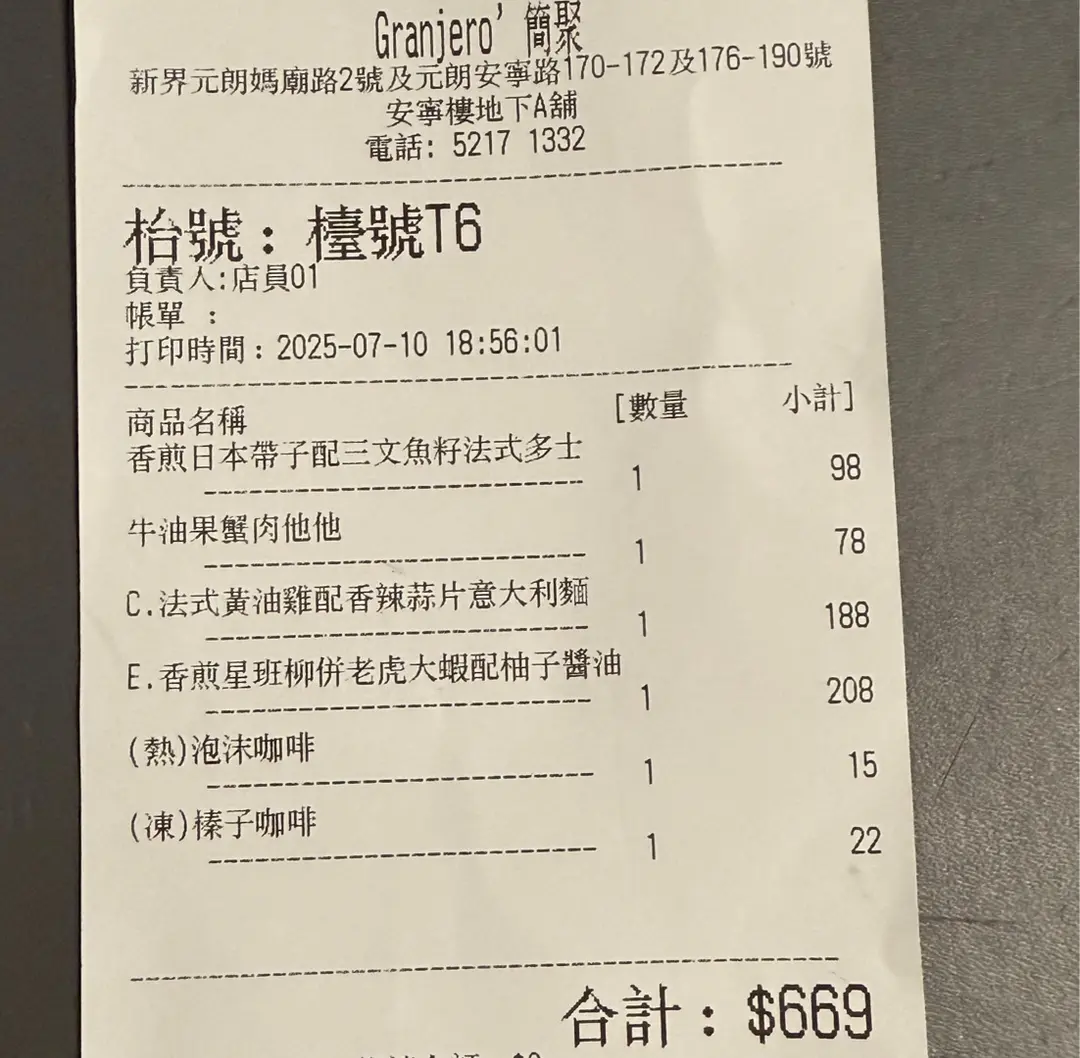 Granjero' 簡聚
新界元朗媽廟路2號及元朗安寧路170-172及176-190號
安寧樓地下A舖
電話: 5217 1332
枱號: 檯號T6
負責人:店員01
帳單 :
打印時間: 2025-07-10 18:56:01
商品名稱 [數量 小計]
香煎日本帶子配三文魚籽法式多士 1 98
牛油果蟹肉他他 1 78
C.法式黃油雞配香辣蒜片意大利麵 1 188
E.香煎星班柳併老虎大蝦配柚子醬油 1 208
(熱)泡沫咖啡 1 15
(凍)榛子咖啡 1 22
合計: $669